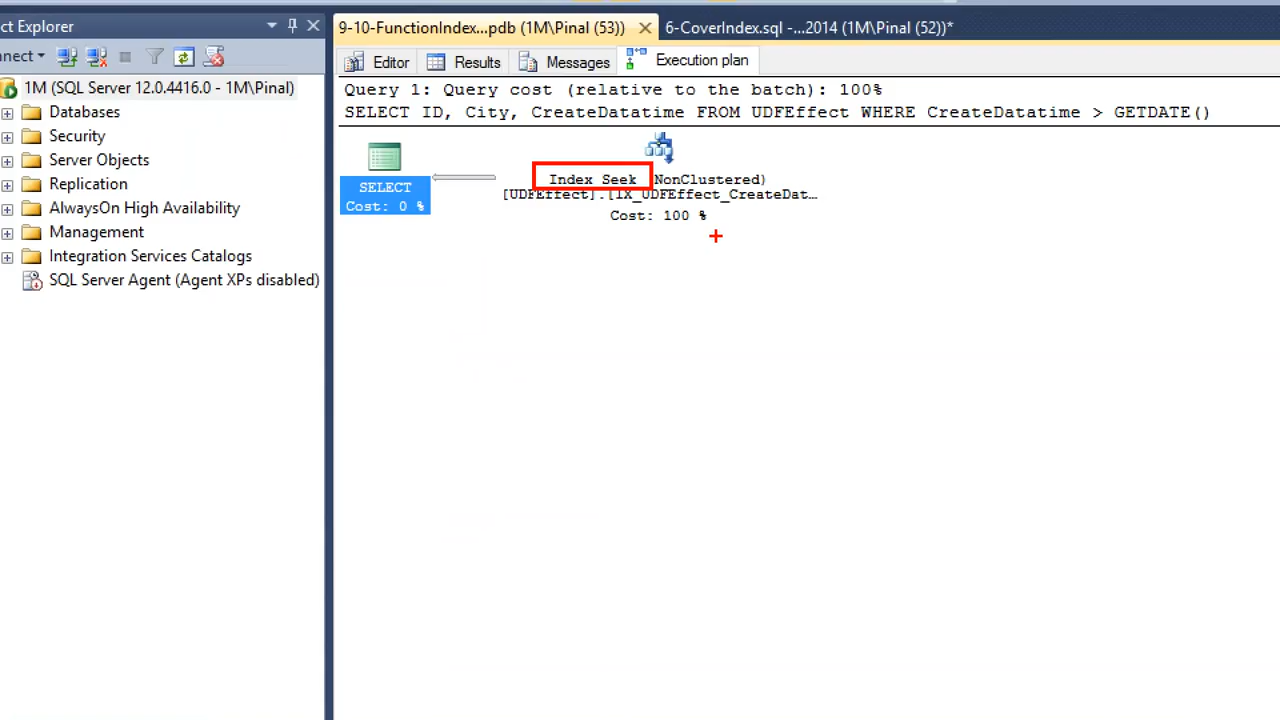 ct Explorer
nnect
1M (SQL Server 12.0.4416.0 - 1M\Pinal)
Databases
Security
Server Objects
Replication
AlwaysOn High Availability
Management
Integration Services Catalogs
SQL Server Agent (Agent XPs disabled)
9-10-FunctionIndex...pdb (1M\Pinal (53))
6-CoverIndex.sql -...2014 (1M\Pinal (52))*
Editor
Results
Messages
Execution plan
Query 1: Query cost (relative to the batch): 100%
SELECT ID, City, CreateDatatime FROM UDFEffect WHERE CreateDatatime > GETDATE()
SELECT
Cost: 0 %
Index Seek (NonClustered)
[UDFEffect].[IX_UDFEffect_CreateDat…
Cost: 100 %